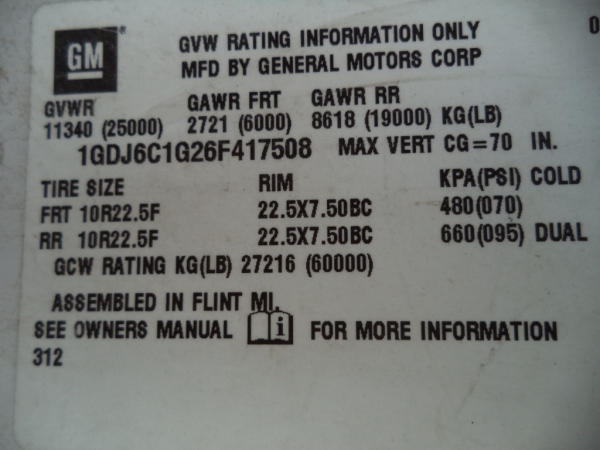 GM ® GVW RATING INFORMATION ONLY 0
MFD BY GENERAL MOTORS CORP
GVWR GAWR FRT GAWR RR
11340 (25000) 2721 (6000) 8618 (19000) KG(LB)
1GDJ6C1G26F417508 MAX VERT CG=70 IN.
TIRE SIZE RIM KPA(PSI) COLD
FRT 10R22.5F 22.5X7.50BC 480(070)
RR 10R22.5F 22.5X7.50BC 660(095) DUAL
GCW RATING KG(LB) 27216 (60000)
ASSEMBLED IN FLINT MI.
SEE OWNERS MANUAL i FOR MORE INFORMATION
312